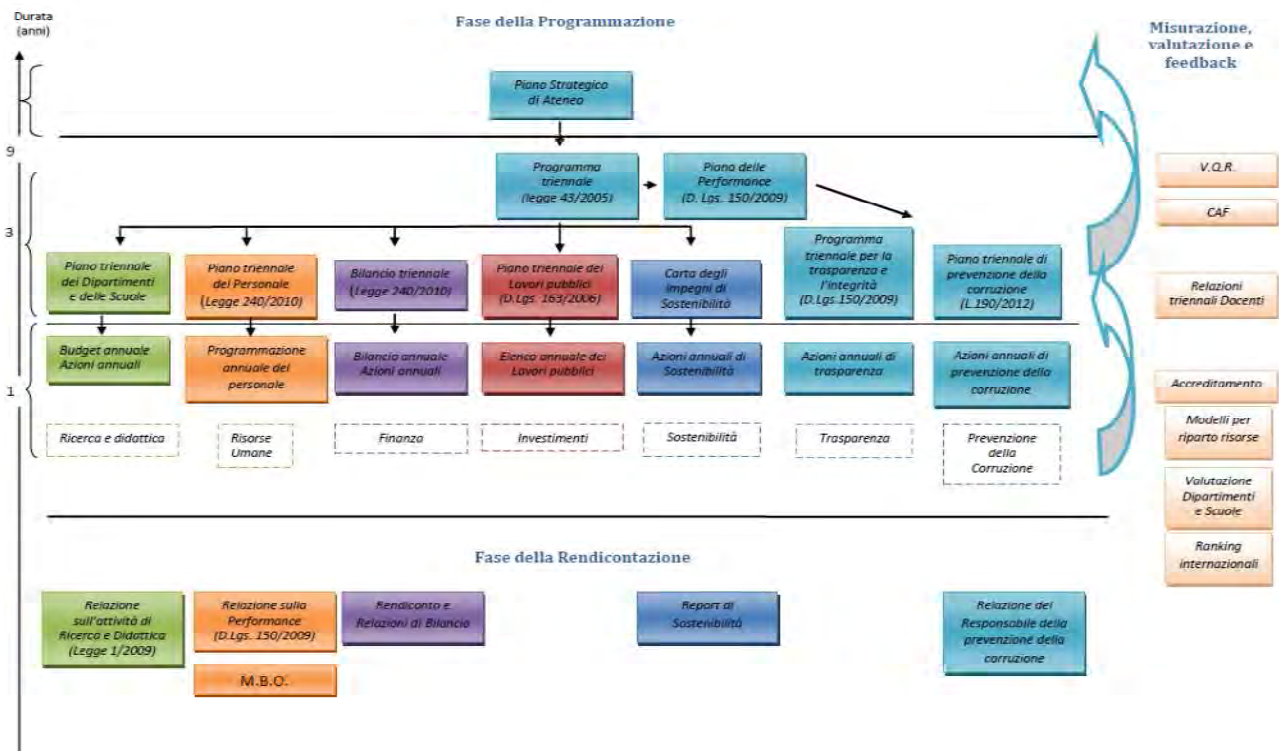 Durata
(anni)
Fase della Programmazione
Misurazione,
valutazione e
feedback
Piano Strategico
di Ateneo
9
Programma
triennale
(legge 43/2005)
Piano delle
Performance
(D. Lgs. 150/2009)
V.Q.R.
CAF
3
Piano triennale
dei Dipartimenti
e delle Scuole
Piano triennale
del Personale
(Legge 240/2010)
Bilancio triennale
(Legge 240/2010)
Piano triennale dei
Lavori pubblici
(D.Lgs. 163/2006)
Carta degli
Impegni di
Sostenibilità
Programma
triennale per la
trasparenza e
l'integrità
(D.Lgs.150/2009)
Piano triennale di
prevenzione della
corruzione
(L.190/2012)
Relazioni
triennali Docenti
1
Budget annuale
Azioni annuali
Programmazione
annuale del
personale
Bilancio annuale
Azioni annuali
Elenco annuale dei
Lavori pubblici
Azioni annuali di
Sostenibilità
Azioni annuali di
trasparenza
Azioni annuali di
prevenzione della
corruzione
Accreditamento
Modelli per
riparto risorse
Ricerca e didattica
Risorse
Umane
Finanza
Investimenti
Sostenibilità
Trasparenza
Prevenzione
della
Corruzione
Valutazione
Dipartimenti
e Scuole
Ranking
internazionali
Fase della Rendicontazione
Relazione
sull'attività di
Ricerca e Didattica
(Legge 1/2009)
Relazione sulla
Performance
(D.Lgs. 150/2009)
M.B.O.
Rendiconto e
Relazioni di Bilancio
Report di
Sostenibilità
Relazione del
Responsabile della
prevenzione della
corruzione